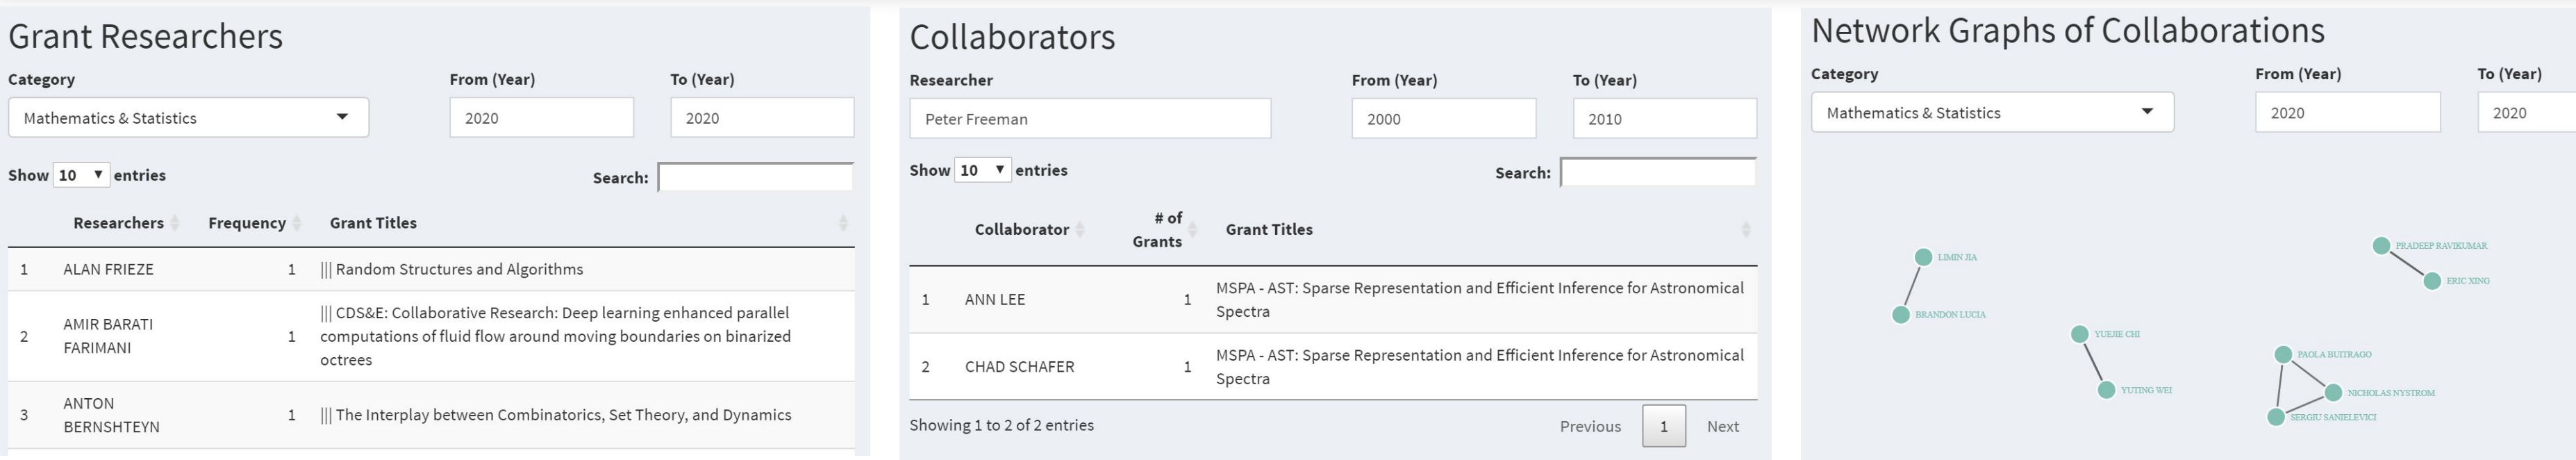 Grant Researchers
Category
From (Year)
To (Year)
Mathematics & Statistics
2020
2020
Show 10 entries
Search:
Researchers
Frequency
Grant Titles
1 ALAN FRIEZE 1 ||| Random Structures and Algorithms
2 AMIR BARATI FARIMANI 1 ||| CDS&E: Collaborative Research: Deep learning enhanced parallel
computations of fluid flow around moving boundaries on binarized
octrees
3 ANTON BERNSHTEYN 1 ||| The Interplay between Combinatorics, Set Theory, and Dynamics
Collaborators
Researcher
From (Year)
To (Year)
Peter Freeman
2000
2010
Show 10 entries
Search:
Collaborator
# of
Grants
Grant Titles
1 ANN LEE 1 MSPA - AST: Sparse Representation and Efficient Inference for Astronomical
Spectra
2 CHAD SCHAFER 1 MSPA - AST: Sparse Representation and Efficient Inference for Astronomical
Spectra
Showing 1 to 2 of 2 entries
Previous 1 Next
Network Graphs of Collaborations
Category
From (Year)
To (Year)
Mathematics & Statistics
2020
2020
LIMIN JIA
BRANDON LUCIA
YUEJIE CHI
YUTING WEI
PRADEEP RAVIKUMAR
ERIC XING
PAOLA BUITRAGO
NICHOLAS NYSTROM
SERGIU SANIELEVICI